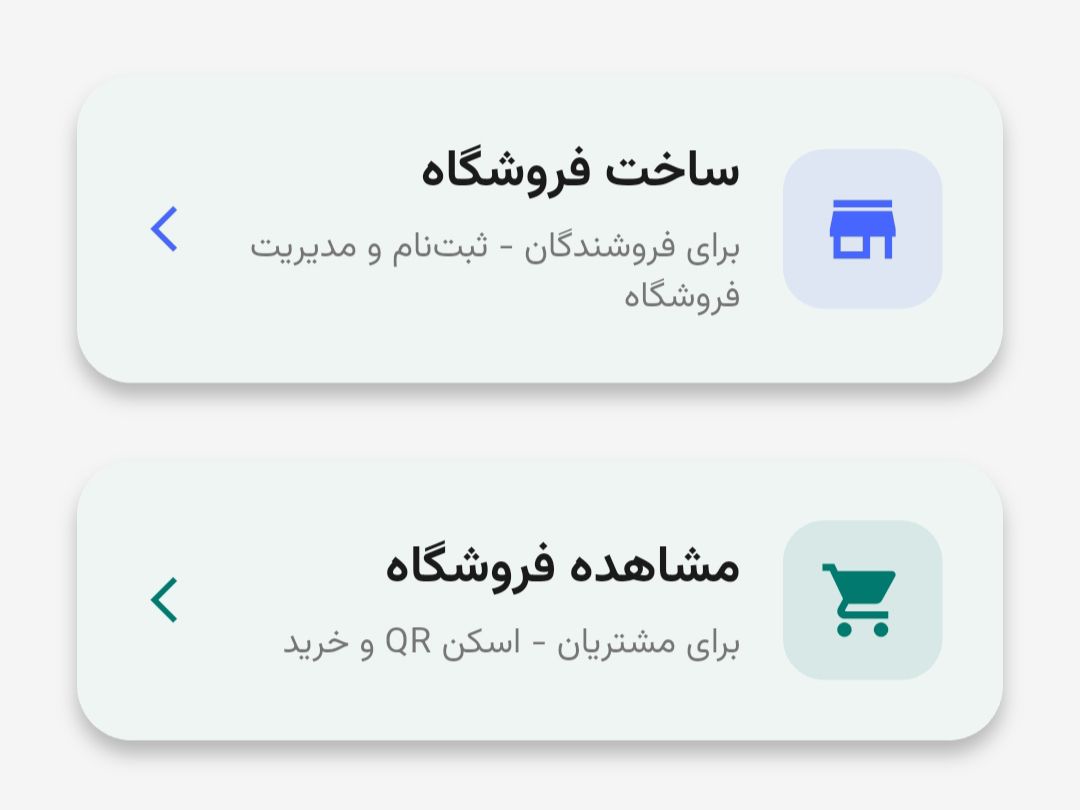 ساخت فروشگاه
برای فروشندگان - ثبت‌نام و مدیریت
فروشگاه
مشاهده فروشگاه
برای مشتریان - اسکن QR و خرید